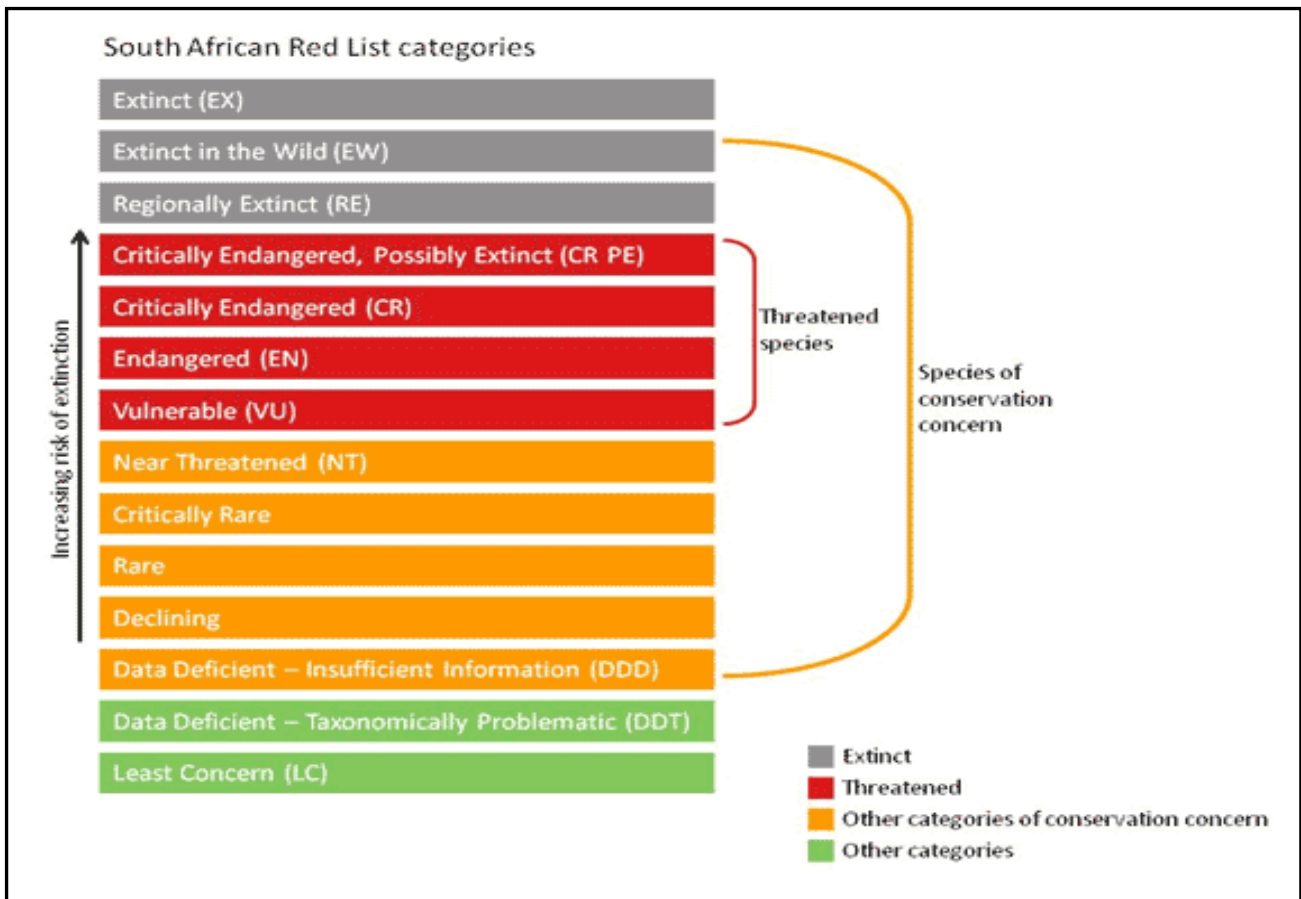 South African Red List categories
Extinct (EX)
Extinct in the Wild (EW)
Regionally Extinct (RE)
Critically Endangered, Possibly Extinct (CR PE)
Critically Endangered (CR)
Endangered (EN)
Vulnerable (VU)
Near Threatened (NT)
Critically Rare
Rare
Declining
Data Deficient – Insufficient Information (DDD)
Data Deficient – Taxonomically Problematic (DDT)
Least Concern (LC)
Increasing risk of extinction
Threatened
species
Species of
conservation
concern
Extinct
Threatened
Other categories of conservation concern
Other categories